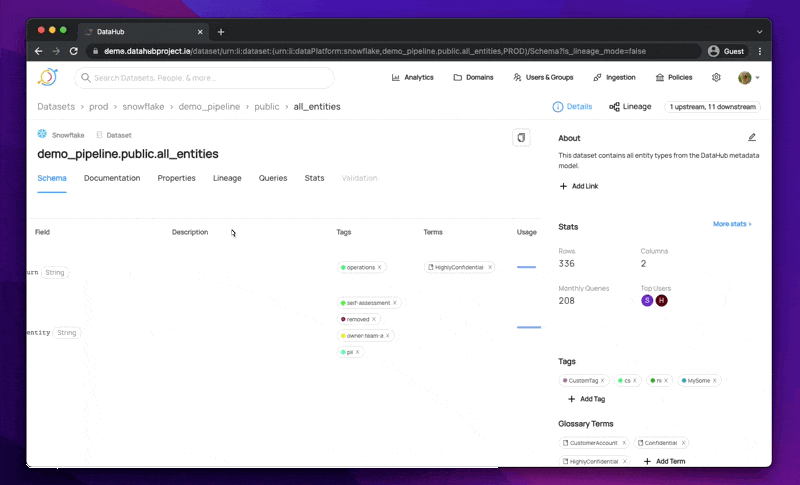 DataHub
demo.datahubproject.io/dataset/urn:li:dataset:(urn:li:dataPlatform:snowflake,demo_pipeline.public.all_entities,PROD)/Schema?is_lineage_mode=false
Guest
Search Datasets, People, & more...
Analytics
Domains
Users & Groups
Ingestion
Policies
Datasets > prod > snowflake > demo_pipeline > public > all_entities
Details
Lineage
1 upstream, 11 downstream
Snowflake
Dataset
demo_pipeline.public.all_entities
Schema Documentation Properties Lineage Queries Stats Validation
Field Description Tags Terms Usage
urn String operations X HighlyConfidential X
self-assessment X
removed X
entity String owner-team-a X
pii X
About
This dataset contains all entity types from the DataHub metadata
model.
+ Add Link
Stats
More stats >
Rows Columns
336 2
Monthly Queries Top Users
208 S H
Tags
CustomTag X cs X ni X MySome X
+ Add Tag
Glossary Terms
CustomerAccount X Confidential X
HighlyConfidential X + Add Term